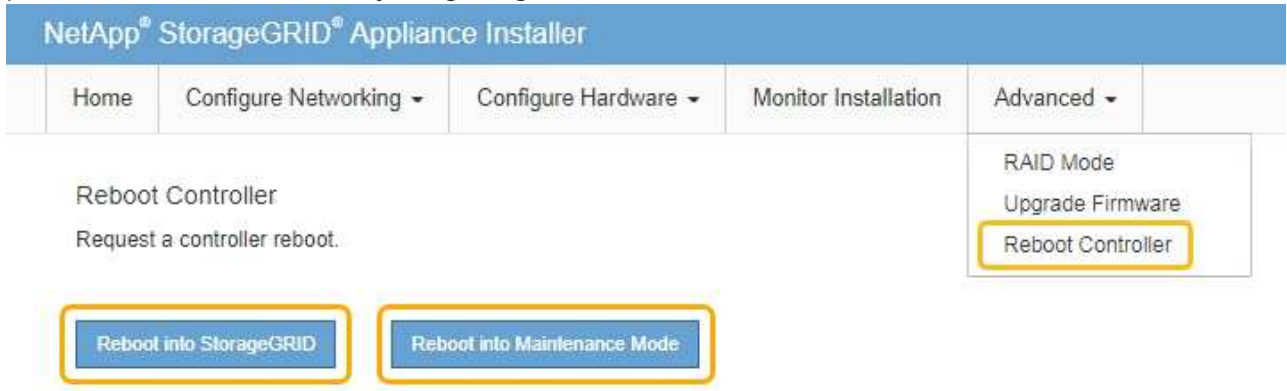 NetApp® StorageGRID® Appliance Installer
Home Configure Networking Configure Hardware Monitor Installation Advanced
RAID Mode
Upgrade Firmware
Reboot Controller
Reboot Controller
Request a controller reboot.
Reboot into StorageGRID Reboot into Maintenance Mode